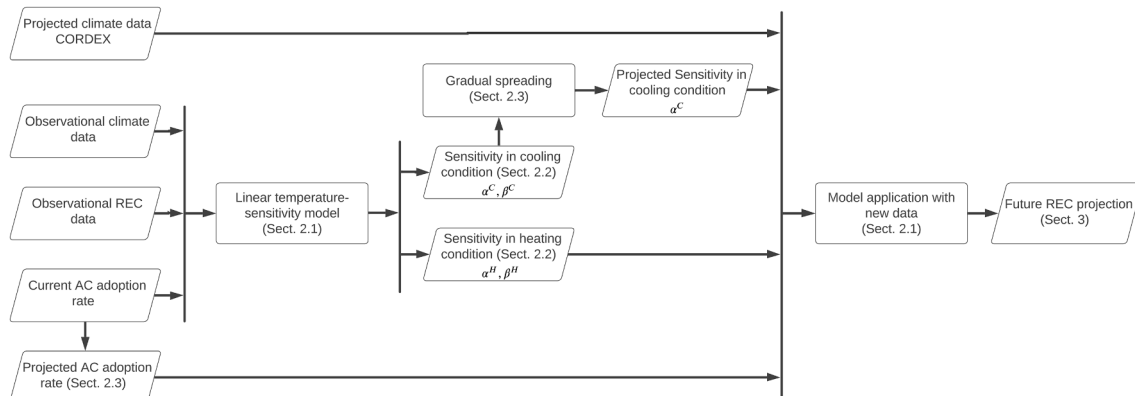 Projected climate data
CORDEX
Gradual spreading
(Sect. 2.3)
Projected Sensitivity in
cooling condition
α^C
Observational climate
data
Sensitivity in cooling
condition (Sect. 2.2)
α^C, β^C
Observational REC
data
Linear temperature-
sensitivity model
(Sect. 2.1)
Model application with
new data
(Sect. 2.1)
Future REC projection
(Sect. 3)
Sensitivity in heating
condition (Sect. 2.2)
α^H, β^H
Current AC adoption
rate
Projected AC adoption
rate (Sect. 2.3)